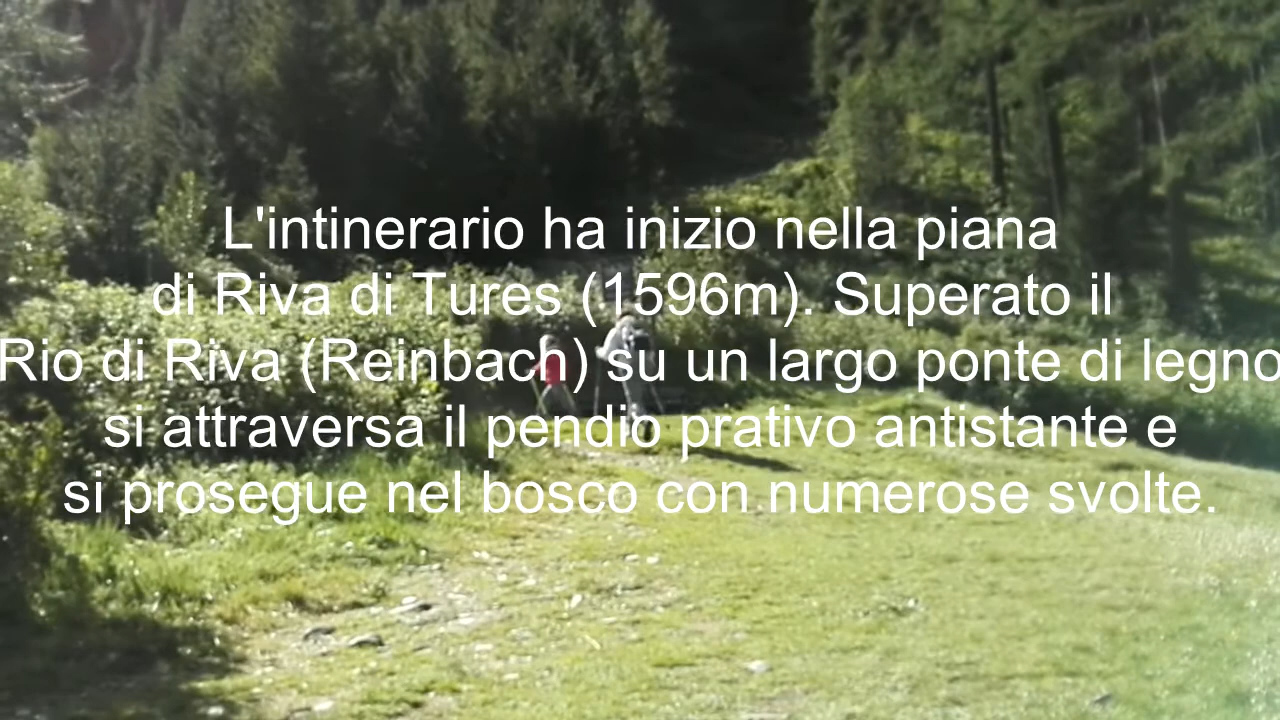 L'intinerario ha inizio nella piana
di Riva di Tures (1596m). Superato il
Rio di Riva (Reinbach) su un largo ponte di legno
si attraversa il pendio prativo antistante e
si prosegue nel bosco con numerose svolte.